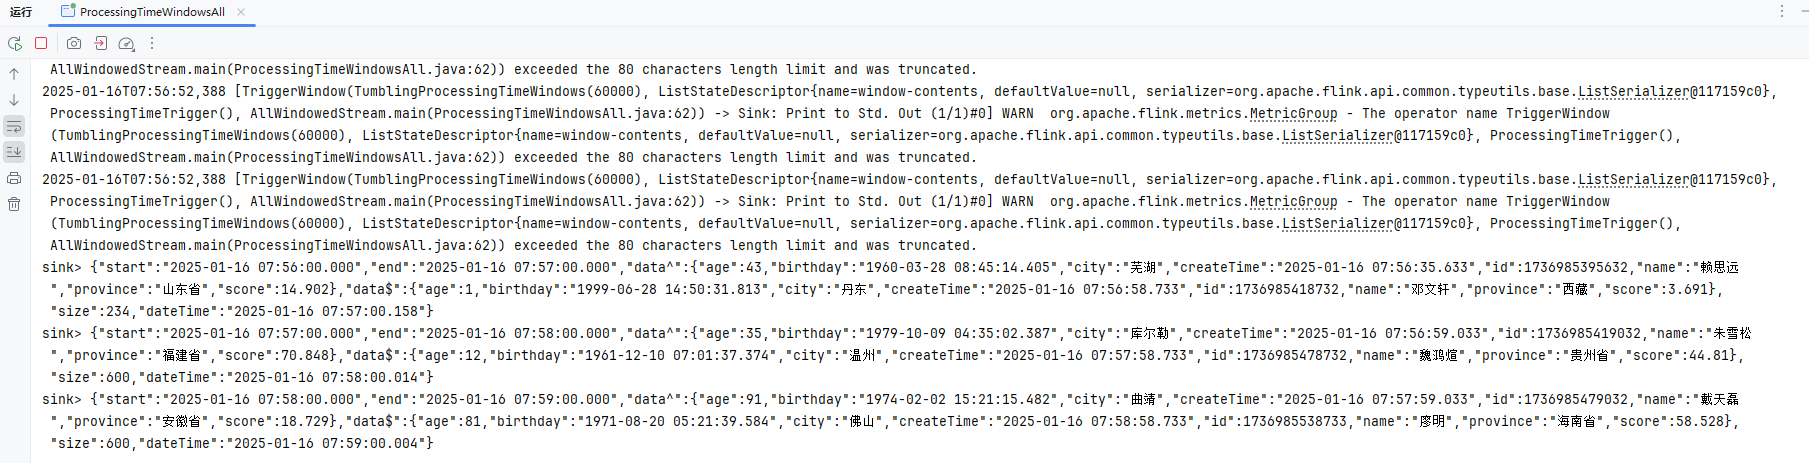 运行
ProcessingTimeWindowsAll
AllWindowedStream.main(ProcessingTimeWindowsAll.java:62)) exceeded the 80 characters length limit and was truncated.
2025-01-16T07:56:52,388 [TriggerWindow(TumblingProcessingTimeWindows(60000), ListStateDescriptor{name=window-contents, defaultValue=null, serializer=org.apache.flink.api.common.typeutils.base.ListSerializer@117159c0},
ProcessingTimeTrigger(), AllWindowedStream.main(ProcessingTimeWindowsAll.java:62)) -> Sink: Print to Std. Out (1/1)#0] WARN  org.apache.flink.metrics.MetricGroup - The operator name TriggerWindow
(TumblingProcessingTimeWindows(60000), ListStateDescriptor{name=window-contents, defaultValue=null, serializer=org.apache.flink.api.common.typeutils.base.ListSerializer@117159c0}, ProcessingTimeTrigger(),
AllWindowedStream.main(ProcessingTimeWindowsAll.java:62)) exceeded the 80 characters length limit and was truncated.
2025-01-16T07:56:52,388 [TriggerWindow(TumblingProcessingTimeWindows(60000), ListStateDescriptor{name=window-contents, defaultValue=null, serializer=org.apache.flink.api.common.typeutils.base.ListSerializer@117159c0},
ProcessingTimeTrigger(), AllWindowedStream.main(ProcessingTimeWindowsAll.java:62)) -> Sink: Print to Std. Out (1/1)#0] WARN  org.apache.flink.metrics.MetricGroup - The operator name TriggerWindow
(TumblingProcessingTimeWindows(60000), ListStateDescriptor{name=window-contents, defaultValue=null, serializer=org.apache.flink.api.common.typeutils.base.ListSerializer@117159c0}, ProcessingTimeTrigger(),
AllWindowedStream.main(ProcessingTimeWindowsAll.java:62)) exceeded the 80 characters length limit and was truncated.
sink> {"start":"2025-01-16 07:56:00.000","end":"2025-01-16 07:57:00.000","data^":{"age":43,"birthday":"1960-03-28 08:45:14.405","city":"芜湖","createTime":"2025-01-16 07:56:35.633","id":1736985395632,"name":"赖思远
","province":"山东省","score":14.902},"data$":{"age":1,"birthday":"1999-06-28 14:50:31.813","city":"丹东","createTime":"2025-01-16 07:56:58.733","id":1736985418732,"name":"邓文轩","province":"西藏","score":3.691},
"size":234,"dateTime":"2025-01-16 07:57:00.158"}
sink> {"start":"2025-01-16 07:57:00.000","end":"2025-01-16 07:58:00.000","data^":{"age":35,"birthday":"1979-10-09 04:35:02.387","city":"库尔勒","createTime":"2025-01-16 07:56:59.033","id":1736985419032,"name":"朱雪松
","province":"福建省","score":70.848},"data$":{"age":12,"birthday":"1961-12-10 07:01:37.374","city":"温州","createTime":"2025-01-16 07:57:58.733","id":1736985478732,"name":"魏鸿煊","province":"贵州省","score":44.81},
"size":600,"dateTime":"2025-01-16 07:58:00.014"}
sink> {"start":"2025-01-16 07:58:00.000","end":"2025-01-16 07:59:00.000","data^":{"age":91,"birthday":"1974-02-02 15:21:15.482","city":"曲靖","createTime":"2025-01-16 07:57:59.033","id":1736985479032,"name":"戴天磊
","province":"安徽省","score":18.729},"data$":{"age":81,"birthday":"1971-08-20 05:21:39.584","city":"佛山","createTime":"2025-01-16 07:58:58.733","id":1736985538733,"name":"廖明","province":"海南省","score":58.528},
"size":600,"dateTime":"2025-01-16 07:59:00.004"}